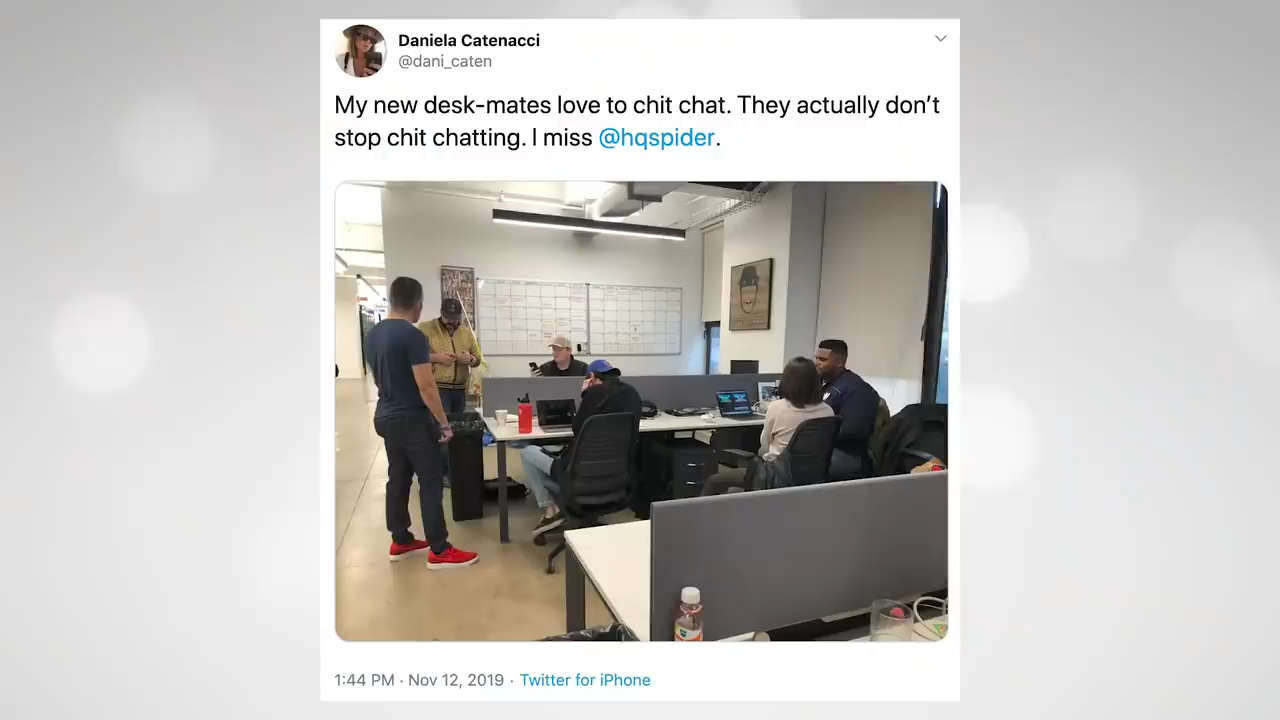 Daniela Catenacci
@dani_caten
My new desk-mates love to chit chat. They actually don’t
stop chit chatting. I miss @hqspider.
1:44 PM · Nov 12, 2019 · Twitter for iPhone